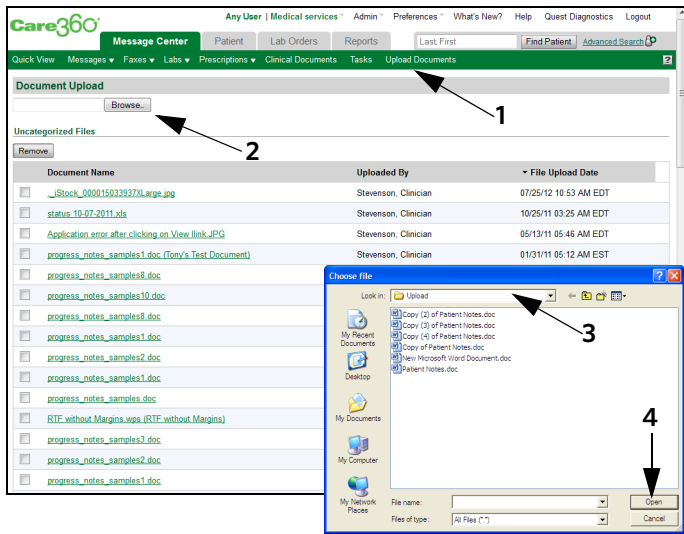 Care360
Any User | Medical services Admin Preferences What's New? Help Quest Diagnostics Logout
Message Center Patient Lab Orders Reports Last, First Find Patient Advanced Search
Quick View Messages Faxes Labs Prescriptions Clinical Documents Tasks Upload Documents ?
Document Upload
Browse..
1
2
Uncategorized Files
Remove
Document Name Uploaded By File Upload Date
._iStock_000015033937XLarge.jpg Stevenson, Clinician 07/25/12 10:53 AM EDT
status 10-07-2011.xls Stevenson, Clinician 10/25/11 03:25 AM EDT
Application error after clicking on View llink.JPG Stevenson, Clinician 05/13/11 05:46 AM EDT
progress_notes_samples1.doc (Tony's Test Document) Stevenson, Clinician 01/31/11 05:12 AM EST
progress_notes_samples8.doc
progress_notes_samples10.doc
progress_notes_samples8.doc
progress_notes_samples1.doc
progress_notes_samples2.doc
progress_notes_samples1.doc
progress_notes_samples.doc
RTF without Margins.wps (RTF without Margins)
progress_notes_samples3.doc
progress_notes_samples2.doc
progress_notes_samples1.doc
Choose file ? X
Look in: Upload
3
My Recent
Documents
Desktop
My Documents
My Computer
My Network
Places
Copy (2) of Patient Notes.doc
Copy (3) of Patient Notes.doc
Copy (4) of Patient Notes.doc
Copy of Patient Notes.doc
New Microsoft Word Document.doc
Patient Notes.doc
4
File name: Open
Files of type: All Files (*.*) Cancel